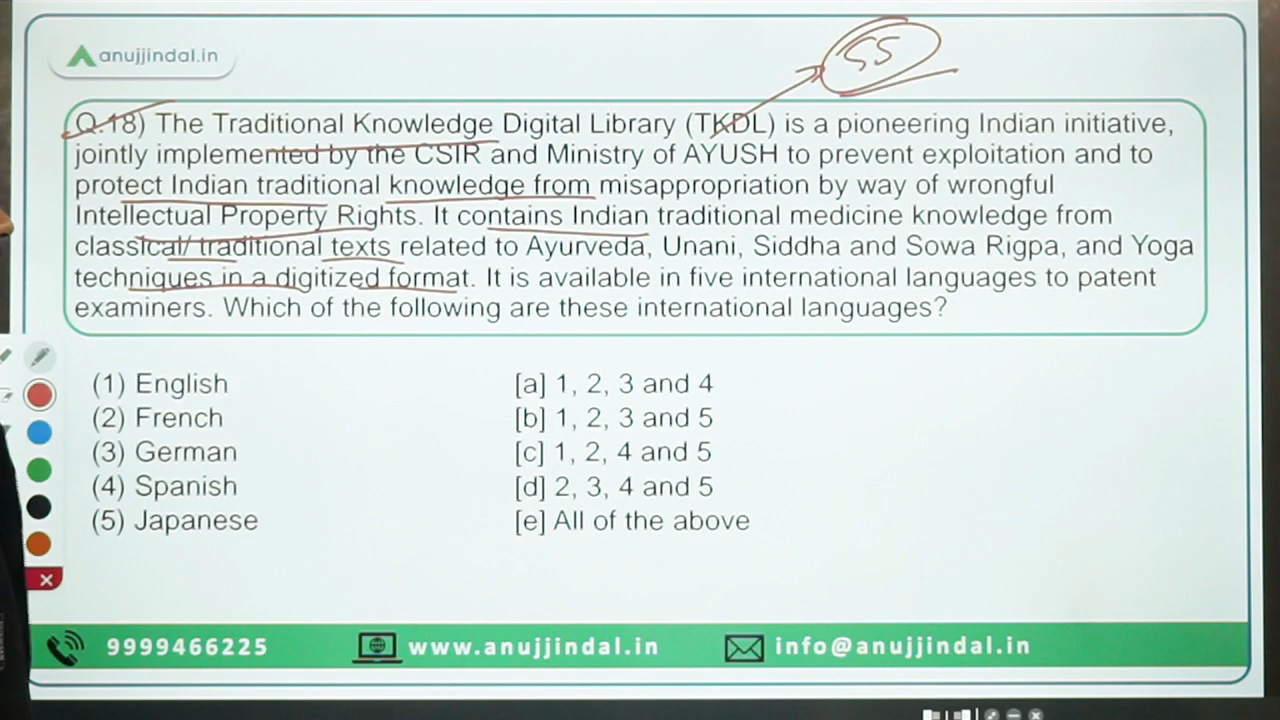 anujjindal.in
55
Q.18) The Traditional Knowledge Digital Library (TKDL) is a pioneering Indian initiative,
jointly implemented by the CSIR and Ministry of AYUSH to prevent exploitation and to
protect Indian traditional knowledge from misappropriation by way of wrongful
Intellectual Property Rights. It contains Indian traditional medicine knowledge from
classical/ traditional texts related to Ayurveda, Unani, Siddha and Sowa Rigpa, and Yoga
techniques in a digitized format. It is available in five international languages to patent
examiners. Which of the following are these international languages?
(1) English
(2) French
(3) German
(4) Spanish
(5) Japanese
[a] 1, 2, 3 and 4
[b] 1, 2, 3 and 5
[c] 1, 2, 4 and 5
[d] 2, 3, 4 and 5
[e] All of the above
9999466225
www.anujjindal.in
info@anujjindal.in